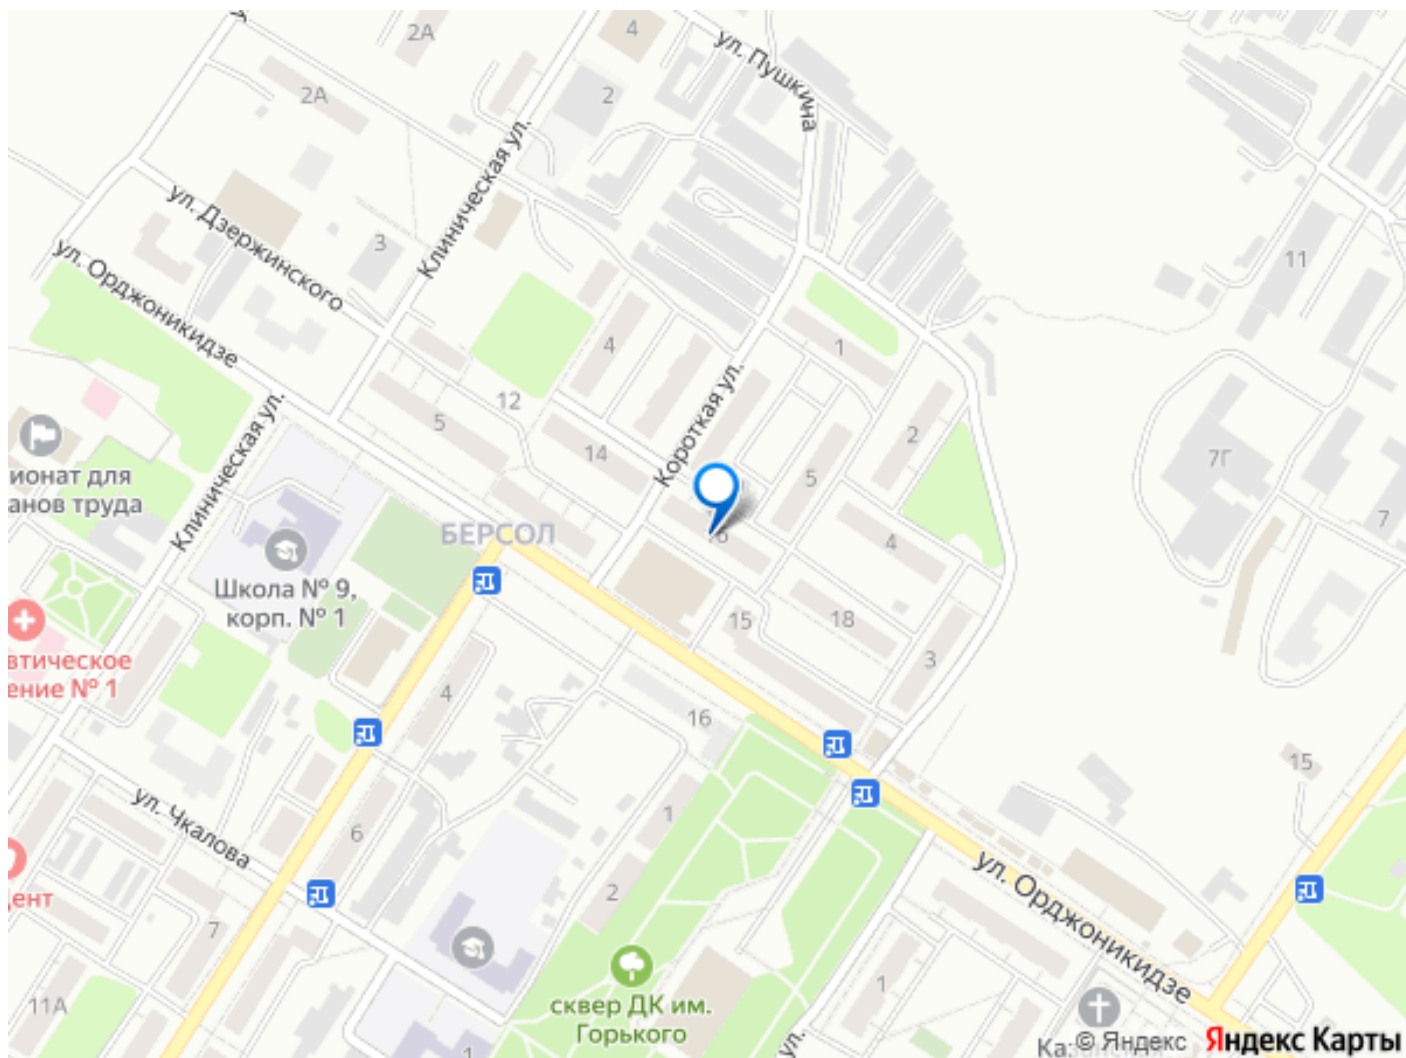 2А
4
ул. Пушкина
2А
2
Клиническая ул.
ул. Дзержинского
3
11
ул. Орджоникидзе
4
1
12
Короткая ул.
5
2
14
5
7Г
Клиническая ул.
ионат для
анов труда
16
4
7
БЕРСОЛ
Школа № 9,
корп. № 1
15
18
3
втическое
ение № 1
4
16
15
ул. Чкалова
1
6
ент
2
7
ул. Орджоникидзе
сквер ДК им.
Горького
1
11А
1
ул.
Каз
© Яндекс
Яндекс Карты